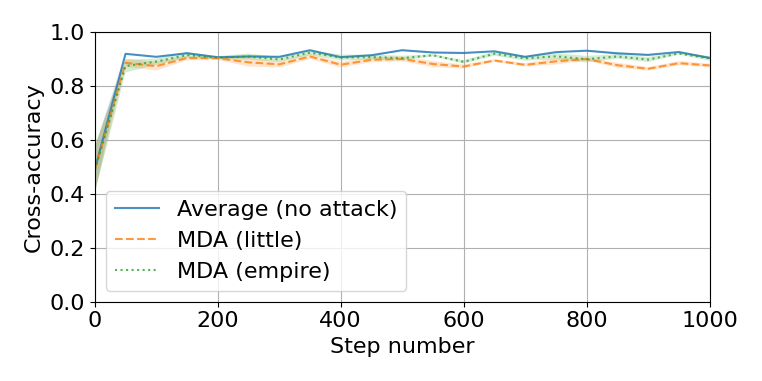 1.0
0.8
0.6
0.4
0.2
0.0
Cross-accuracy
Average (no attack)
MDA (little)
MDA (empire)
0 200 400 600 800 1000
Step number